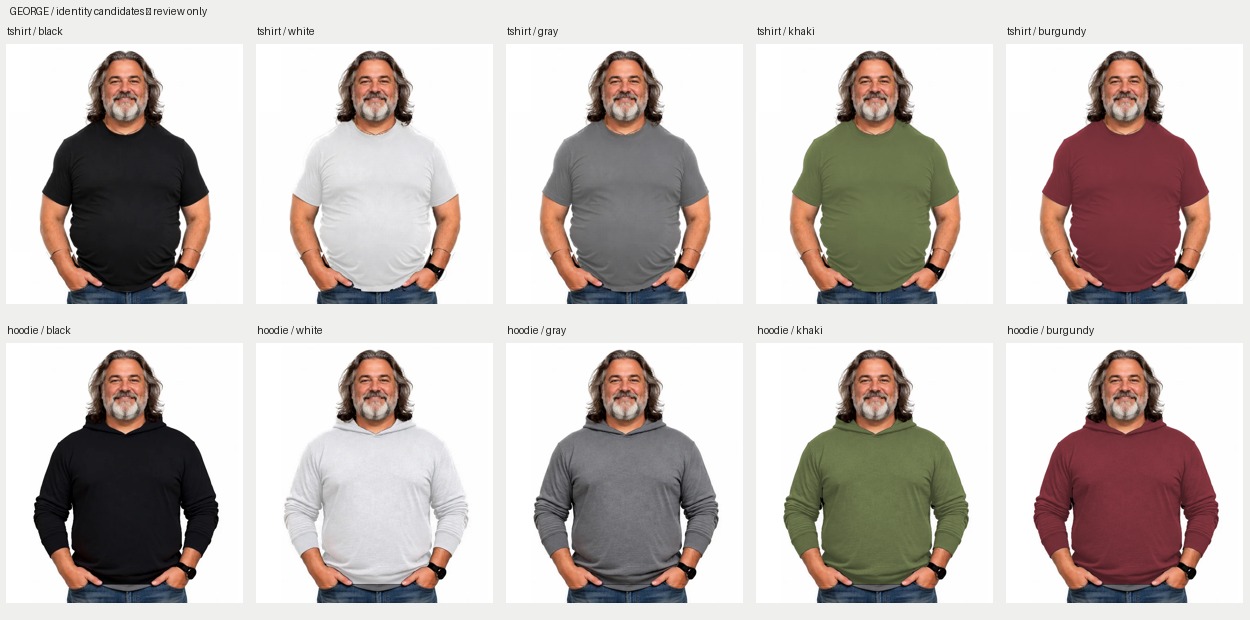 GEORGE / identity candidates ▯ review only
tshirt / black
tshirt / white
tshirt / gray
tshirt / khaki
tshirt / burgundy
hoodie / black
hoodie / white
hoodie / gray
hoodie / khaki
hoodie / burgundy